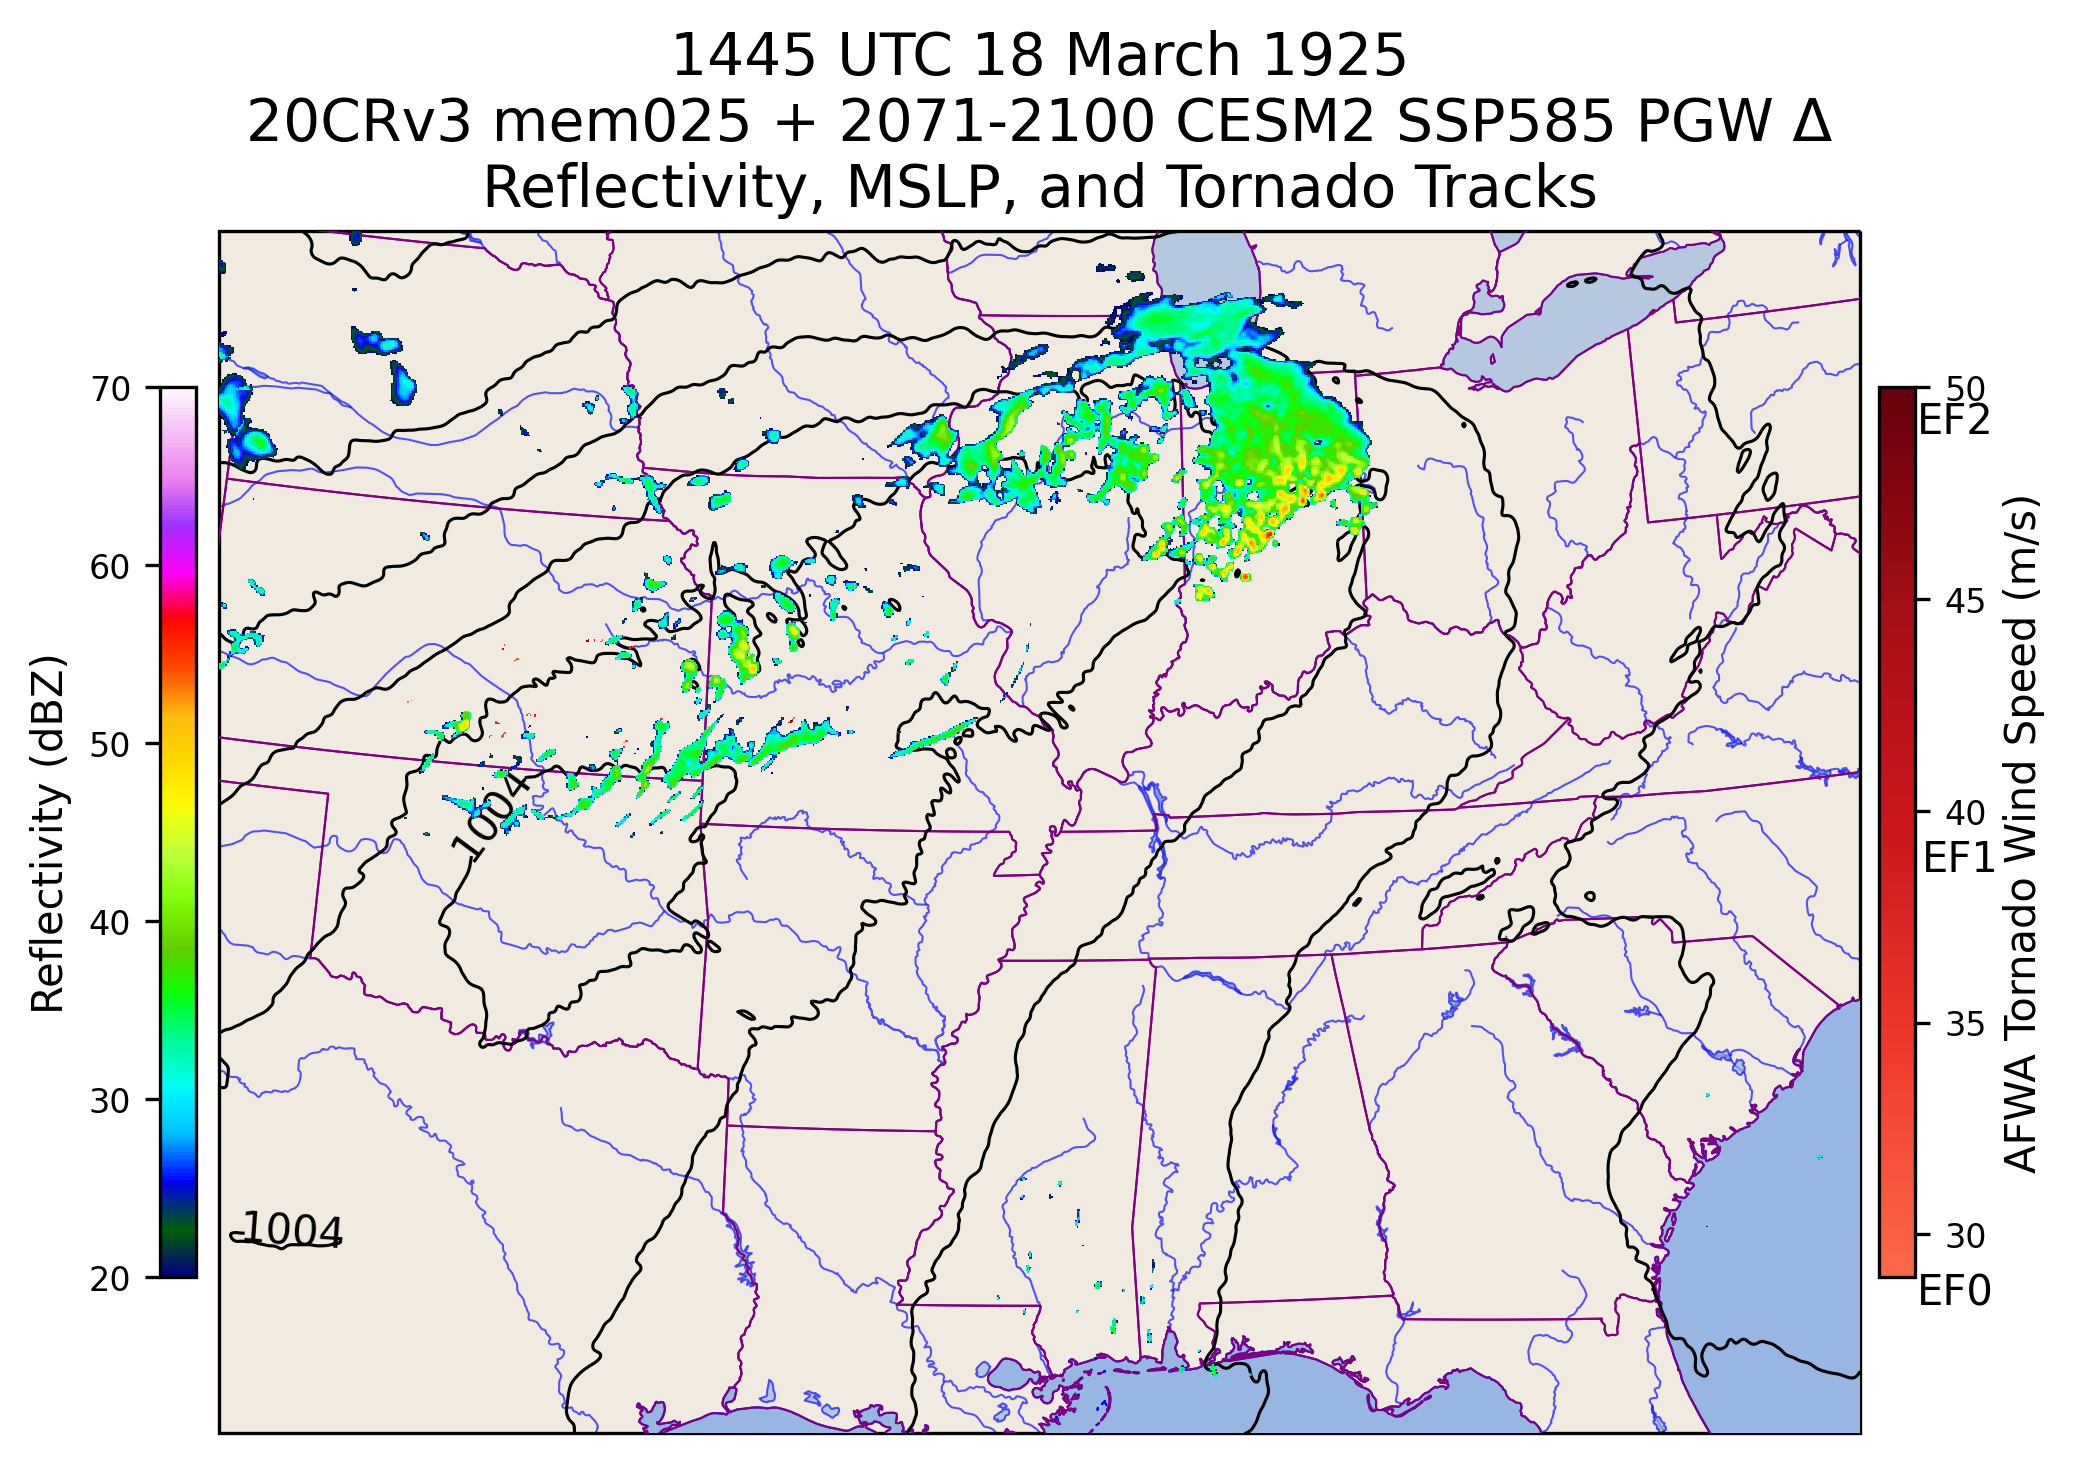 1445 UTC 18 March 1925
20CRv3 mem025 + 2071-2100 CESM2 SSP585 PGW Δ
Reflectivity, MSLP, and Tornado Tracks
Reflectivity (dBZ)
70
60
50
40
30
20
1004
1004
50
EF2
45
40
EF1
35
30
EF0
AFWA Tornado Wind Speed (m/s)